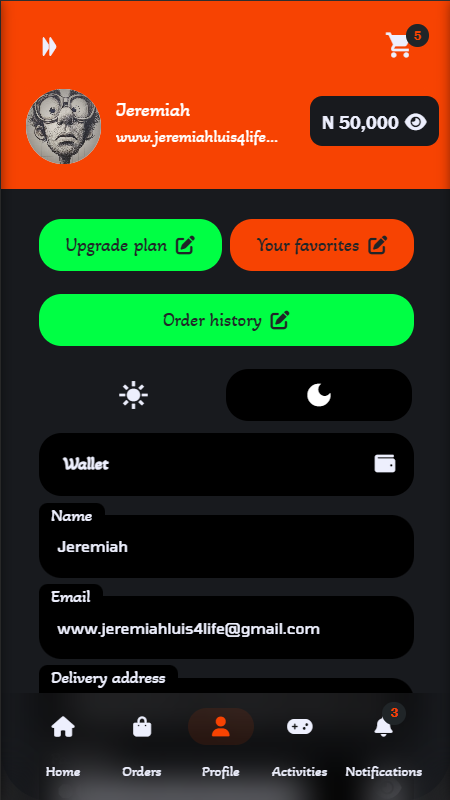 5
Jeremiah
www.jeremiahluis4life...
N 50,000
Upgrade plan
Your favorites
Order history
Wallet
Name
Jeremiah
Email
www.jeremiahluis4life@gmail.com
Delivery address
3
Home
Orders
Profile
Activities
Notifications